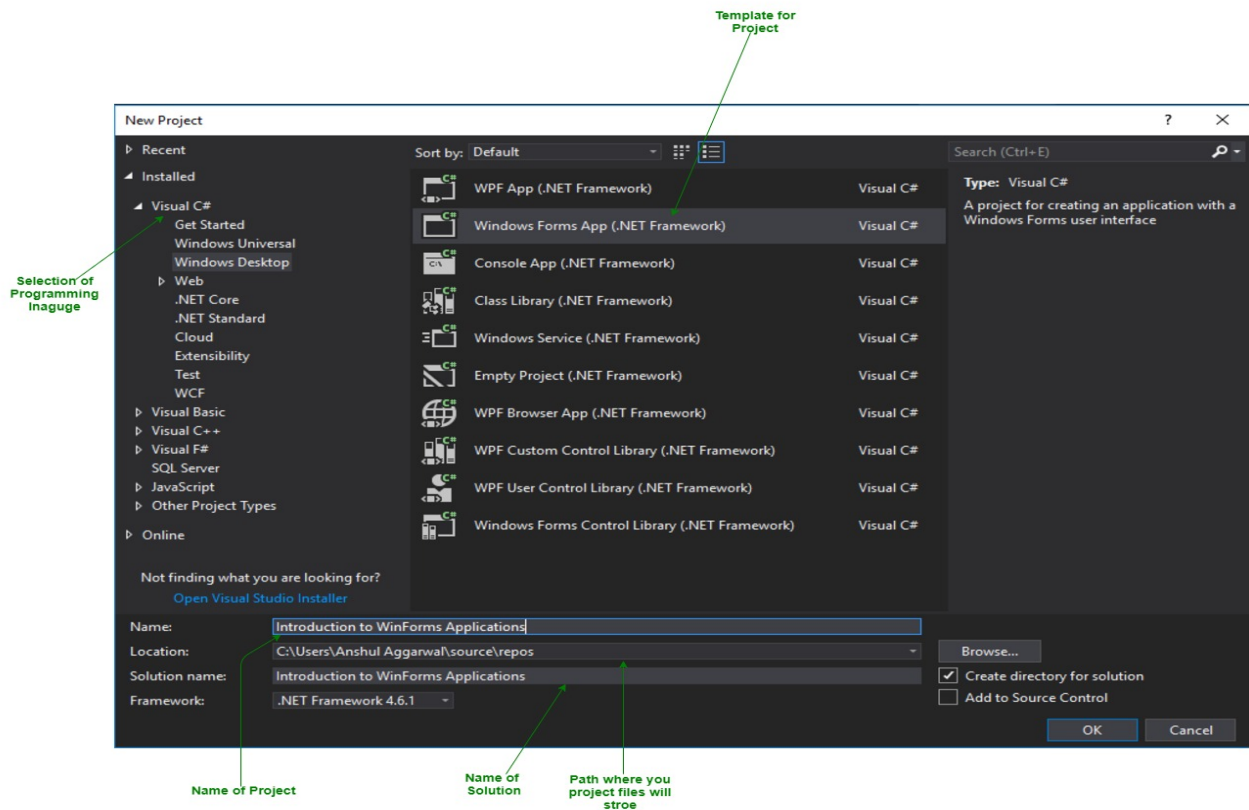 Template for
Project
New Project
?
Recent
Installed
Visual C#
Get Started
Windows Universal
Windows Desktop
Web
.NET Core
.NET Standard
Cloud
Extensibility
Test
WCF
Visual Basic
Visual C++
Visual F#
SQL Server
JavaScript
Other Project Types
Online
Not finding what you are looking for?
Open Visual Studio Installer
Selection of
Programming
lnaguge
Sort by: Default
WPF App (.NET Framework) Visual C#
Windows Forms App (.NET Framework) Visual C#
Console App (.NET Framework) Visual C#
Class Library (.NET Framework) Visual C#
Windows Service (.NET Framework) Visual C#
Empty Project (.NET Framework) Visual C#
WPF Browser App (.NET Framework) Visual C#
WPF Custom Control Library (.NET Framework) Visual C#
WPF User Control Library (.NET Framework) Visual C#
Windows Forms Control Library (.NET Framework) Visual C#
Search (Ctrl+E)
Type: Visual C#
A project for creating an application with a
Windows Forms user interface
Name: Introduction to WinForms Applications
Location: C:\Users\Anshul Aggarwal\source\repos Browse...
Solution name: Introduction to WinForms Applications Create directory for solution
Framework: .NET Framework 4.6.1 Add to Source Control
OK Cancel
Name of Project
Name of
Solution
Path where you
project files will
stroe